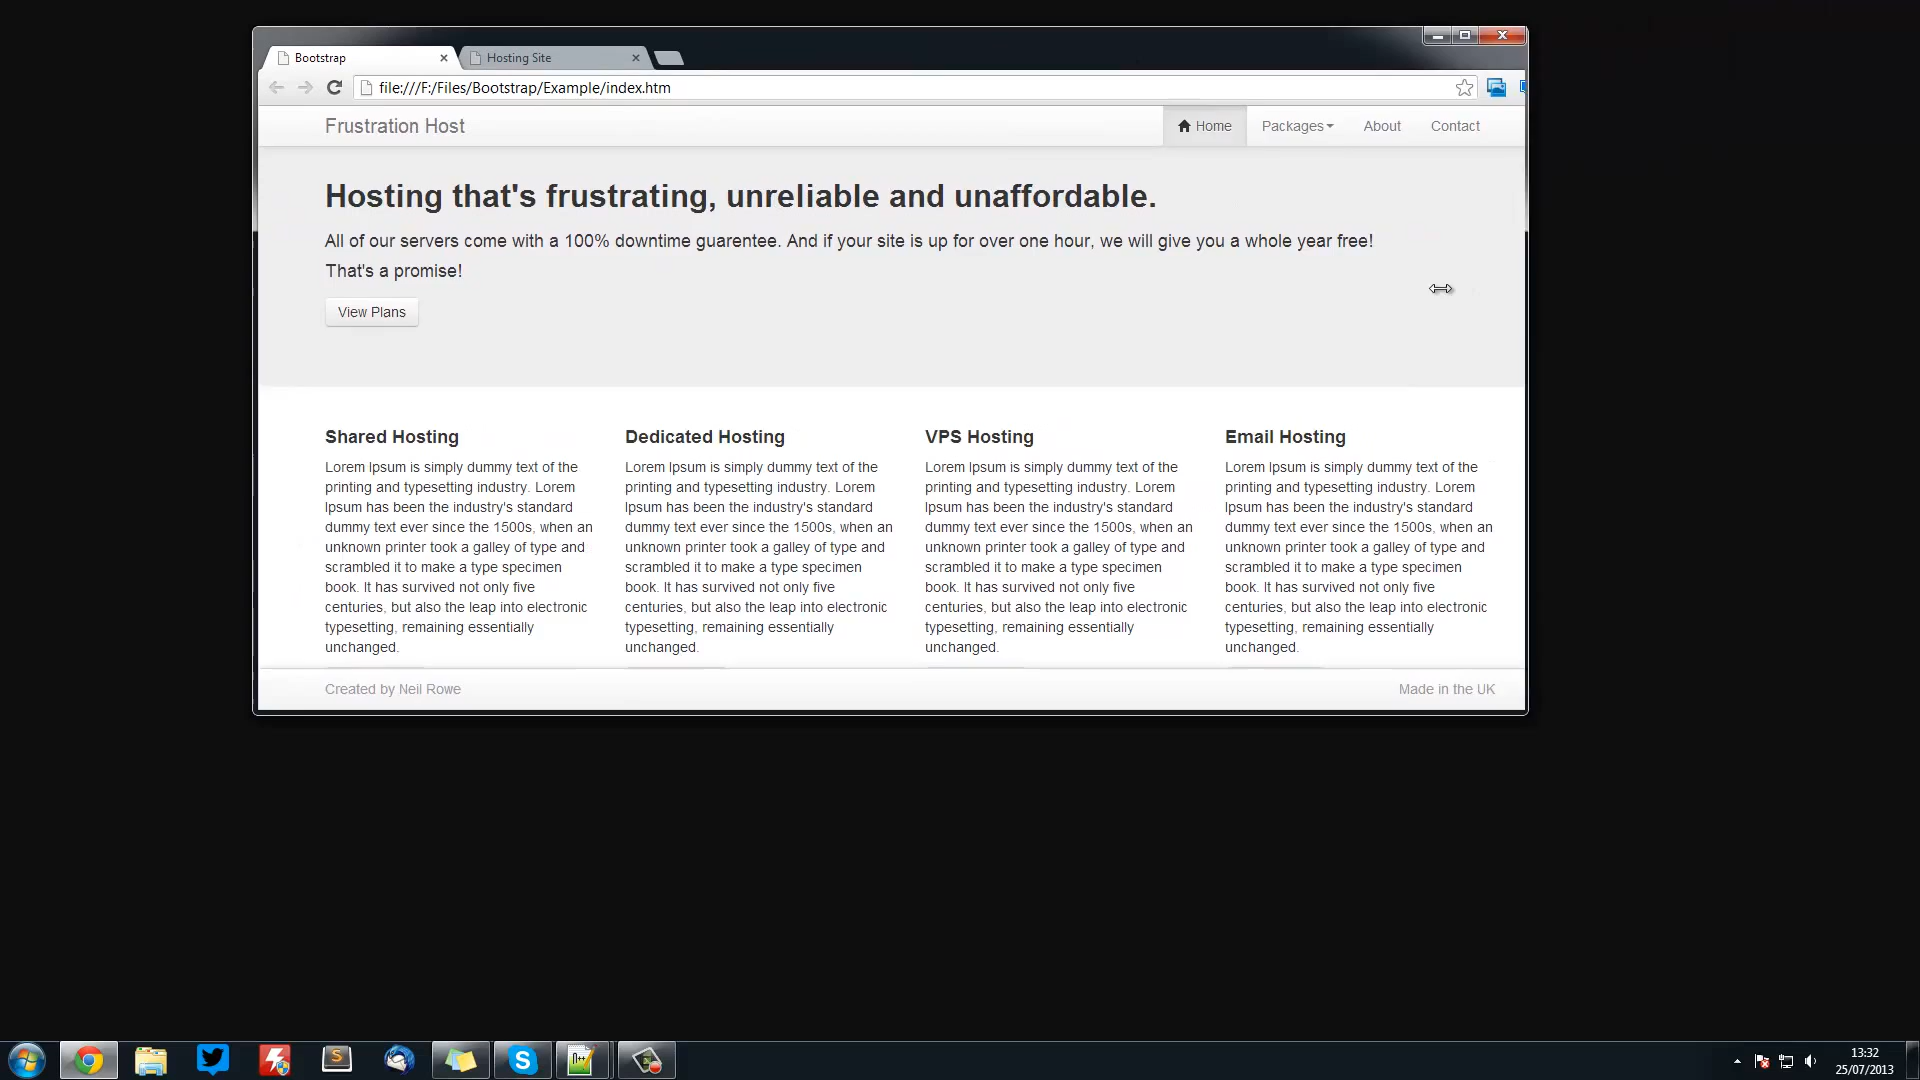 Bootstrap
Hosting Site
file:///F:/Files/Bootstrap/Example/index.htm
Frustration Host
Home
Packages
About
Contact
Hosting that's frustrating, unreliable and unaffordable.
All of our servers come with a 100% downtime guarentee. And if your site is up for over one hour, we will give you a whole year free!
That's a promise!
View Plans
Shared Hosting
Lorem Ipsum is simply dummy text of the
printing and typesetting industry. Lorem
Ipsum has been the industry's standard
dummy text ever since the 1500s, when an
unknown printer took a galley of type and
scrambled it to make a type specimen
book. It has survived not only five
centuries, but also the leap into electronic
typesetting, remaining essentially
unchanged.
Dedicated Hosting
Lorem Ipsum is simply dummy text of the
printing and typesetting industry. Lorem
Ipsum has been the industry's standard
dummy text ever since the 1500s, when an
unknown printer took a galley of type and
scrambled it to make a type specimen
book. It has survived not only five
centuries, but also the leap into electronic
typesetting, remaining essentially
unchanged.
VPS Hosting
Lorem Ipsum is simply dummy text of the
printing and typesetting industry. Lorem
Ipsum has been the industry's standard
dummy text ever since the 1500s, when an
unknown printer took a galley of type and
scrambled it to make a type specimen
book. It has survived not only five
centuries, but also the leap into electronic
typesetting, remaining essentially
unchanged.
Email Hosting
Lorem Ipsum is simply dummy text of the
printing and typesetting industry. Lorem
Ipsum has been the industry's standard
dummy text ever since the 1500s, when an
unknown printer took a galley of type and
scrambled it to make a type specimen
book. It has survived not only five
centuries, but also the leap into electronic
typesetting, remaining essentially
unchanged.
Created by Neil Rowe
Made in the UK
13:32
25/07/2013